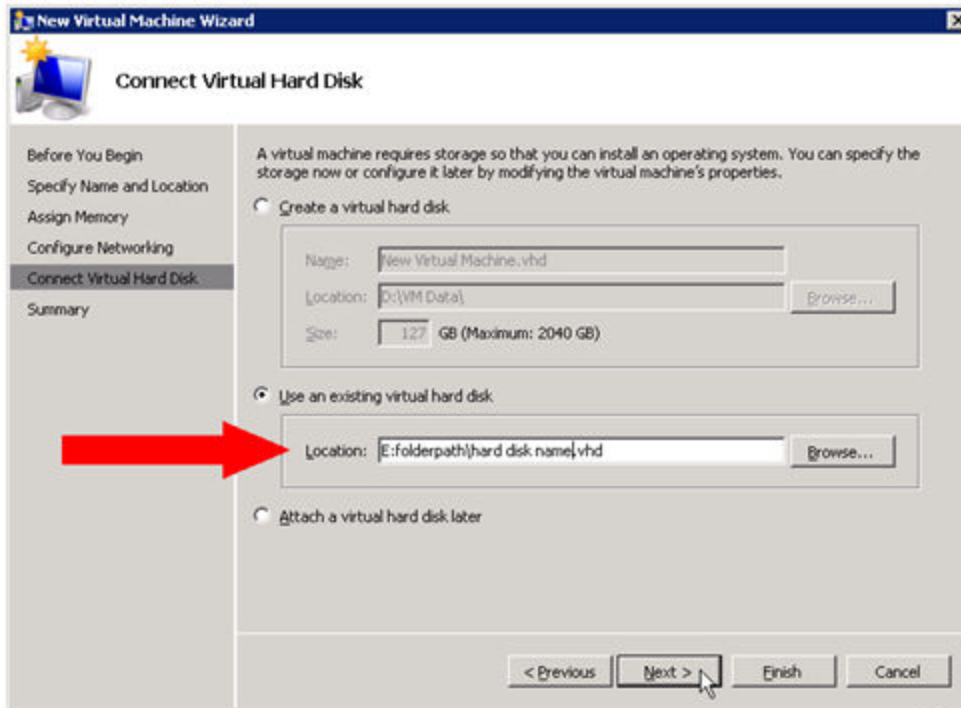 New Virtual Machine Wizard
Connect Virtual Hard Disk
Before You Begin
Specify Name and Location
Assign Memory
Configure Networking
Connect Virtual Hard Disk
Summary
A virtual machine requires storage so that you can install an operating system. You can specify the
storage now or configure it later by modifying the virtual machine's properties.
Create a virtual hard disk
Name: New Virtual Machine.vhd
Location: D:\VM Data\ Browse...
Size: 127 GB (Maximum: 2040 GB)
Use an existing virtual hard disk
Location: E:folderpath\hard disk name.vhd Browse...
Attach a virtual hard disk later
< Previous Next > Finish Cancel